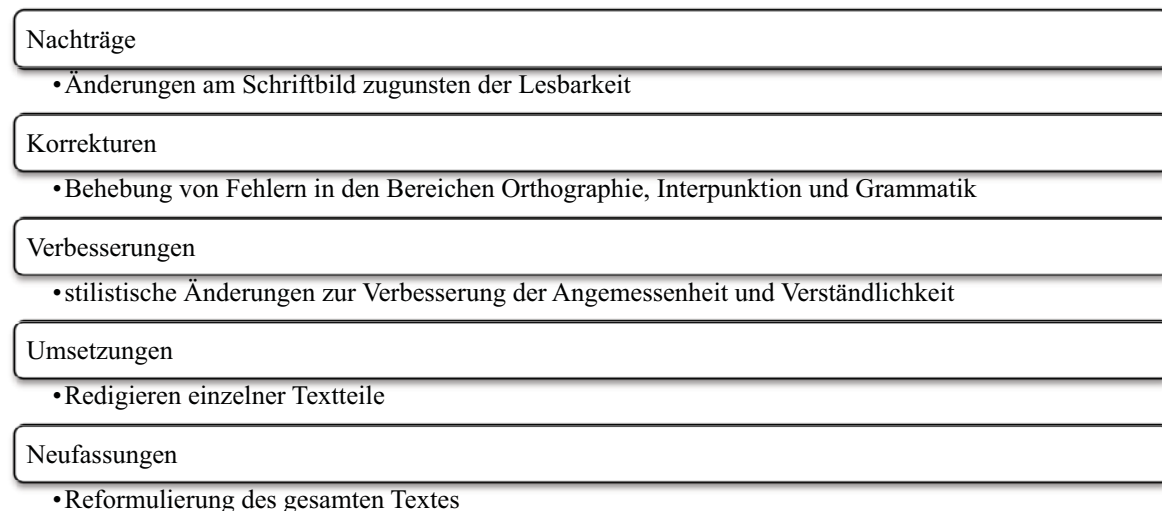 Nachträge
•Änderungen am Schriftbild zugunsten der Lesbarkeit
Korrekturen
•Behebung von Fehlern in den Bereichen Orthographie, Interpunktion und Grammatik
Verbesserungen
•stilistische Änderungen zur Verbesserung der Angemessenheit und Verständlichkeit
Umsetzungen
•Redigieren einzelner Textteile
Neufassungen
•Reformulierung des gesamten Textes